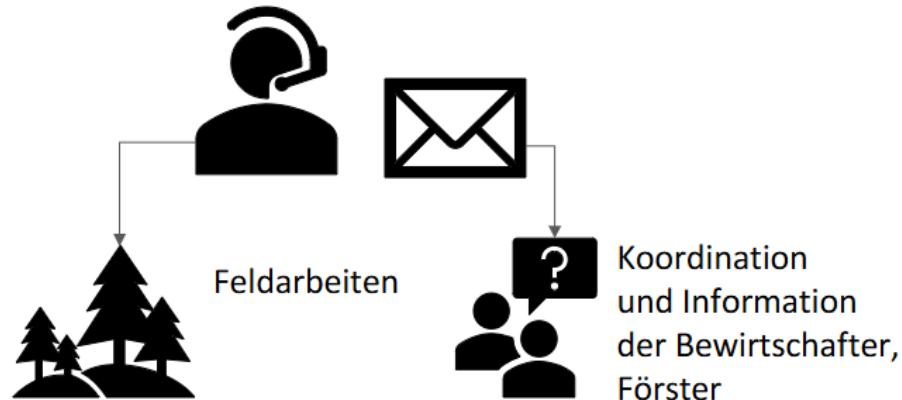 ?
Feldarbeiten
Koordination
und Information
der Bewirtschafter,
Förster